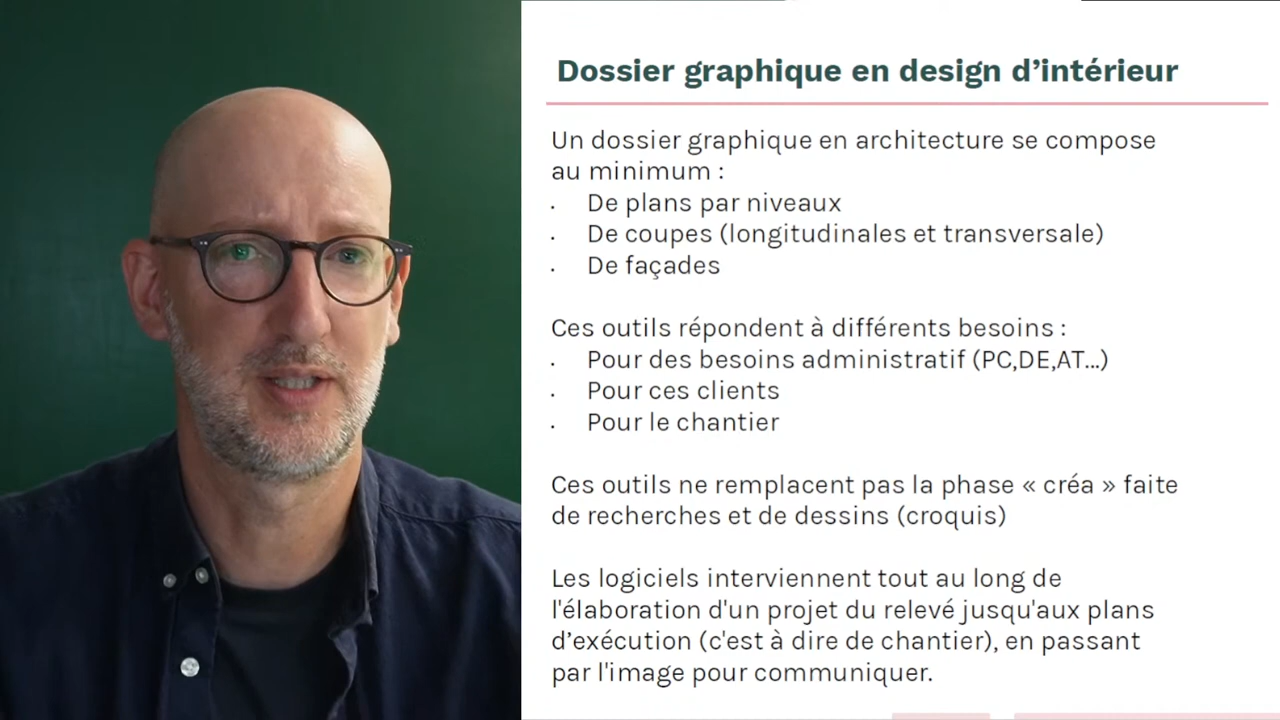 Dossier graphique en design d’intérieur
Un dossier graphique en architecture se compose
au minimum :
· De plans par niveaux
· De coupes (longitudinales et transversale)
· De façades
Ces outils répondent à différents besoins :
· Pour des besoins administratif (PC,DE,AT...)
· Pour ces clients
· Pour le chantier
Ces outils ne remplacent pas la phase « créa » faite
de recherches et de dessins (croquis)
Les logiciels interviennent tout au long de
l'élaboration d'un projet du relevé jusqu'aux plans
d’exécution (c'est à dire de chantier), en passant
par l'image pour communiquer.